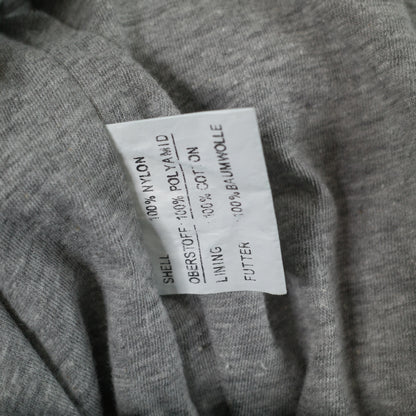 SHELL 100% NYLON
OBERSTOFF 100% POLYAMID
LINING 100% COTTON
FUTTER 100% BAUMWOLLE